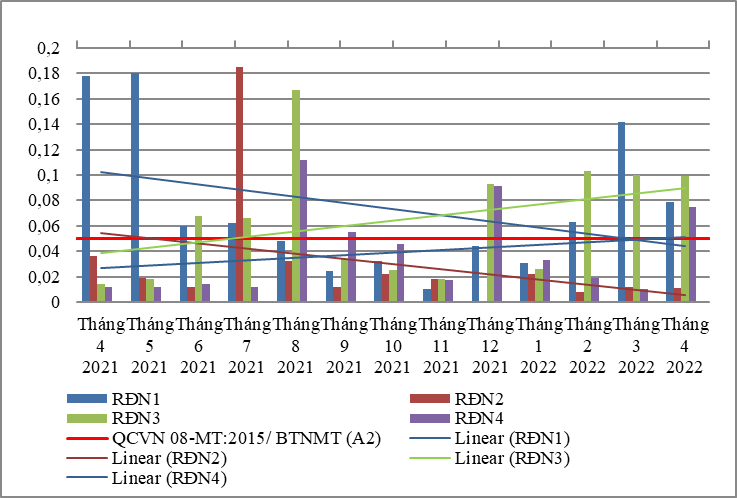 0,2
0,18
0,16
0,14
0,12
0,1
0,08
0,06
0,04
0,02
0
Tháng Tháng Tháng Tháng Tháng Tháng Tháng Tháng Tháng Tháng Tháng Tháng Tháng
4 5 6 7 8 9 10 11 12 1 2 3 4
2021 2021 2021 2021 2021 2021 2021 2021 2021 2022 2022 2022 2022
RĐN1 RĐN2
RĐN3 RĐN4
QCVN 08-MT:2015/ BTNMT (A2) Linear (RĐN1)
Linear (RĐN2) Linear (RĐN3)
Linear (RĐN4)